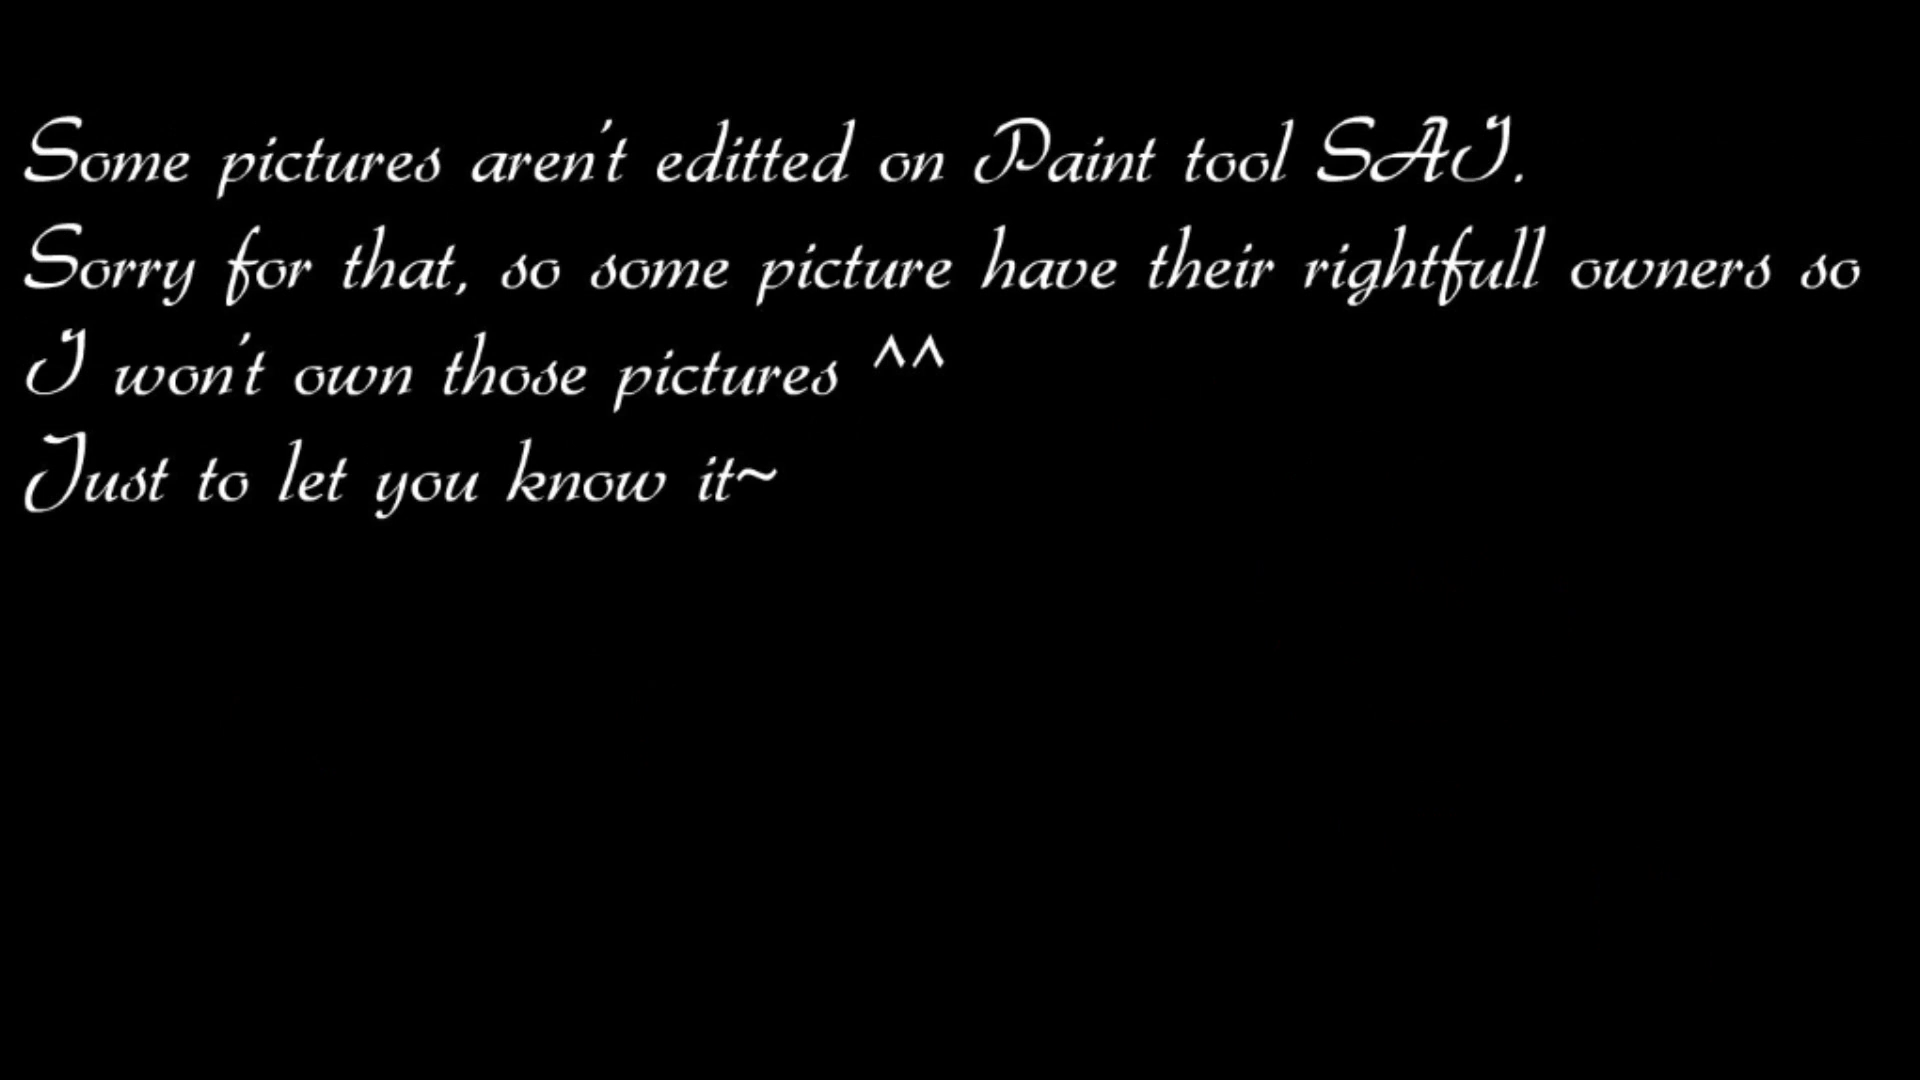 Some pictures aren't editted on Paint tool SAI.
Sorry for that, so some picture have their rightfull owners so
I won't own those pictures ^^
Just to let you know it~